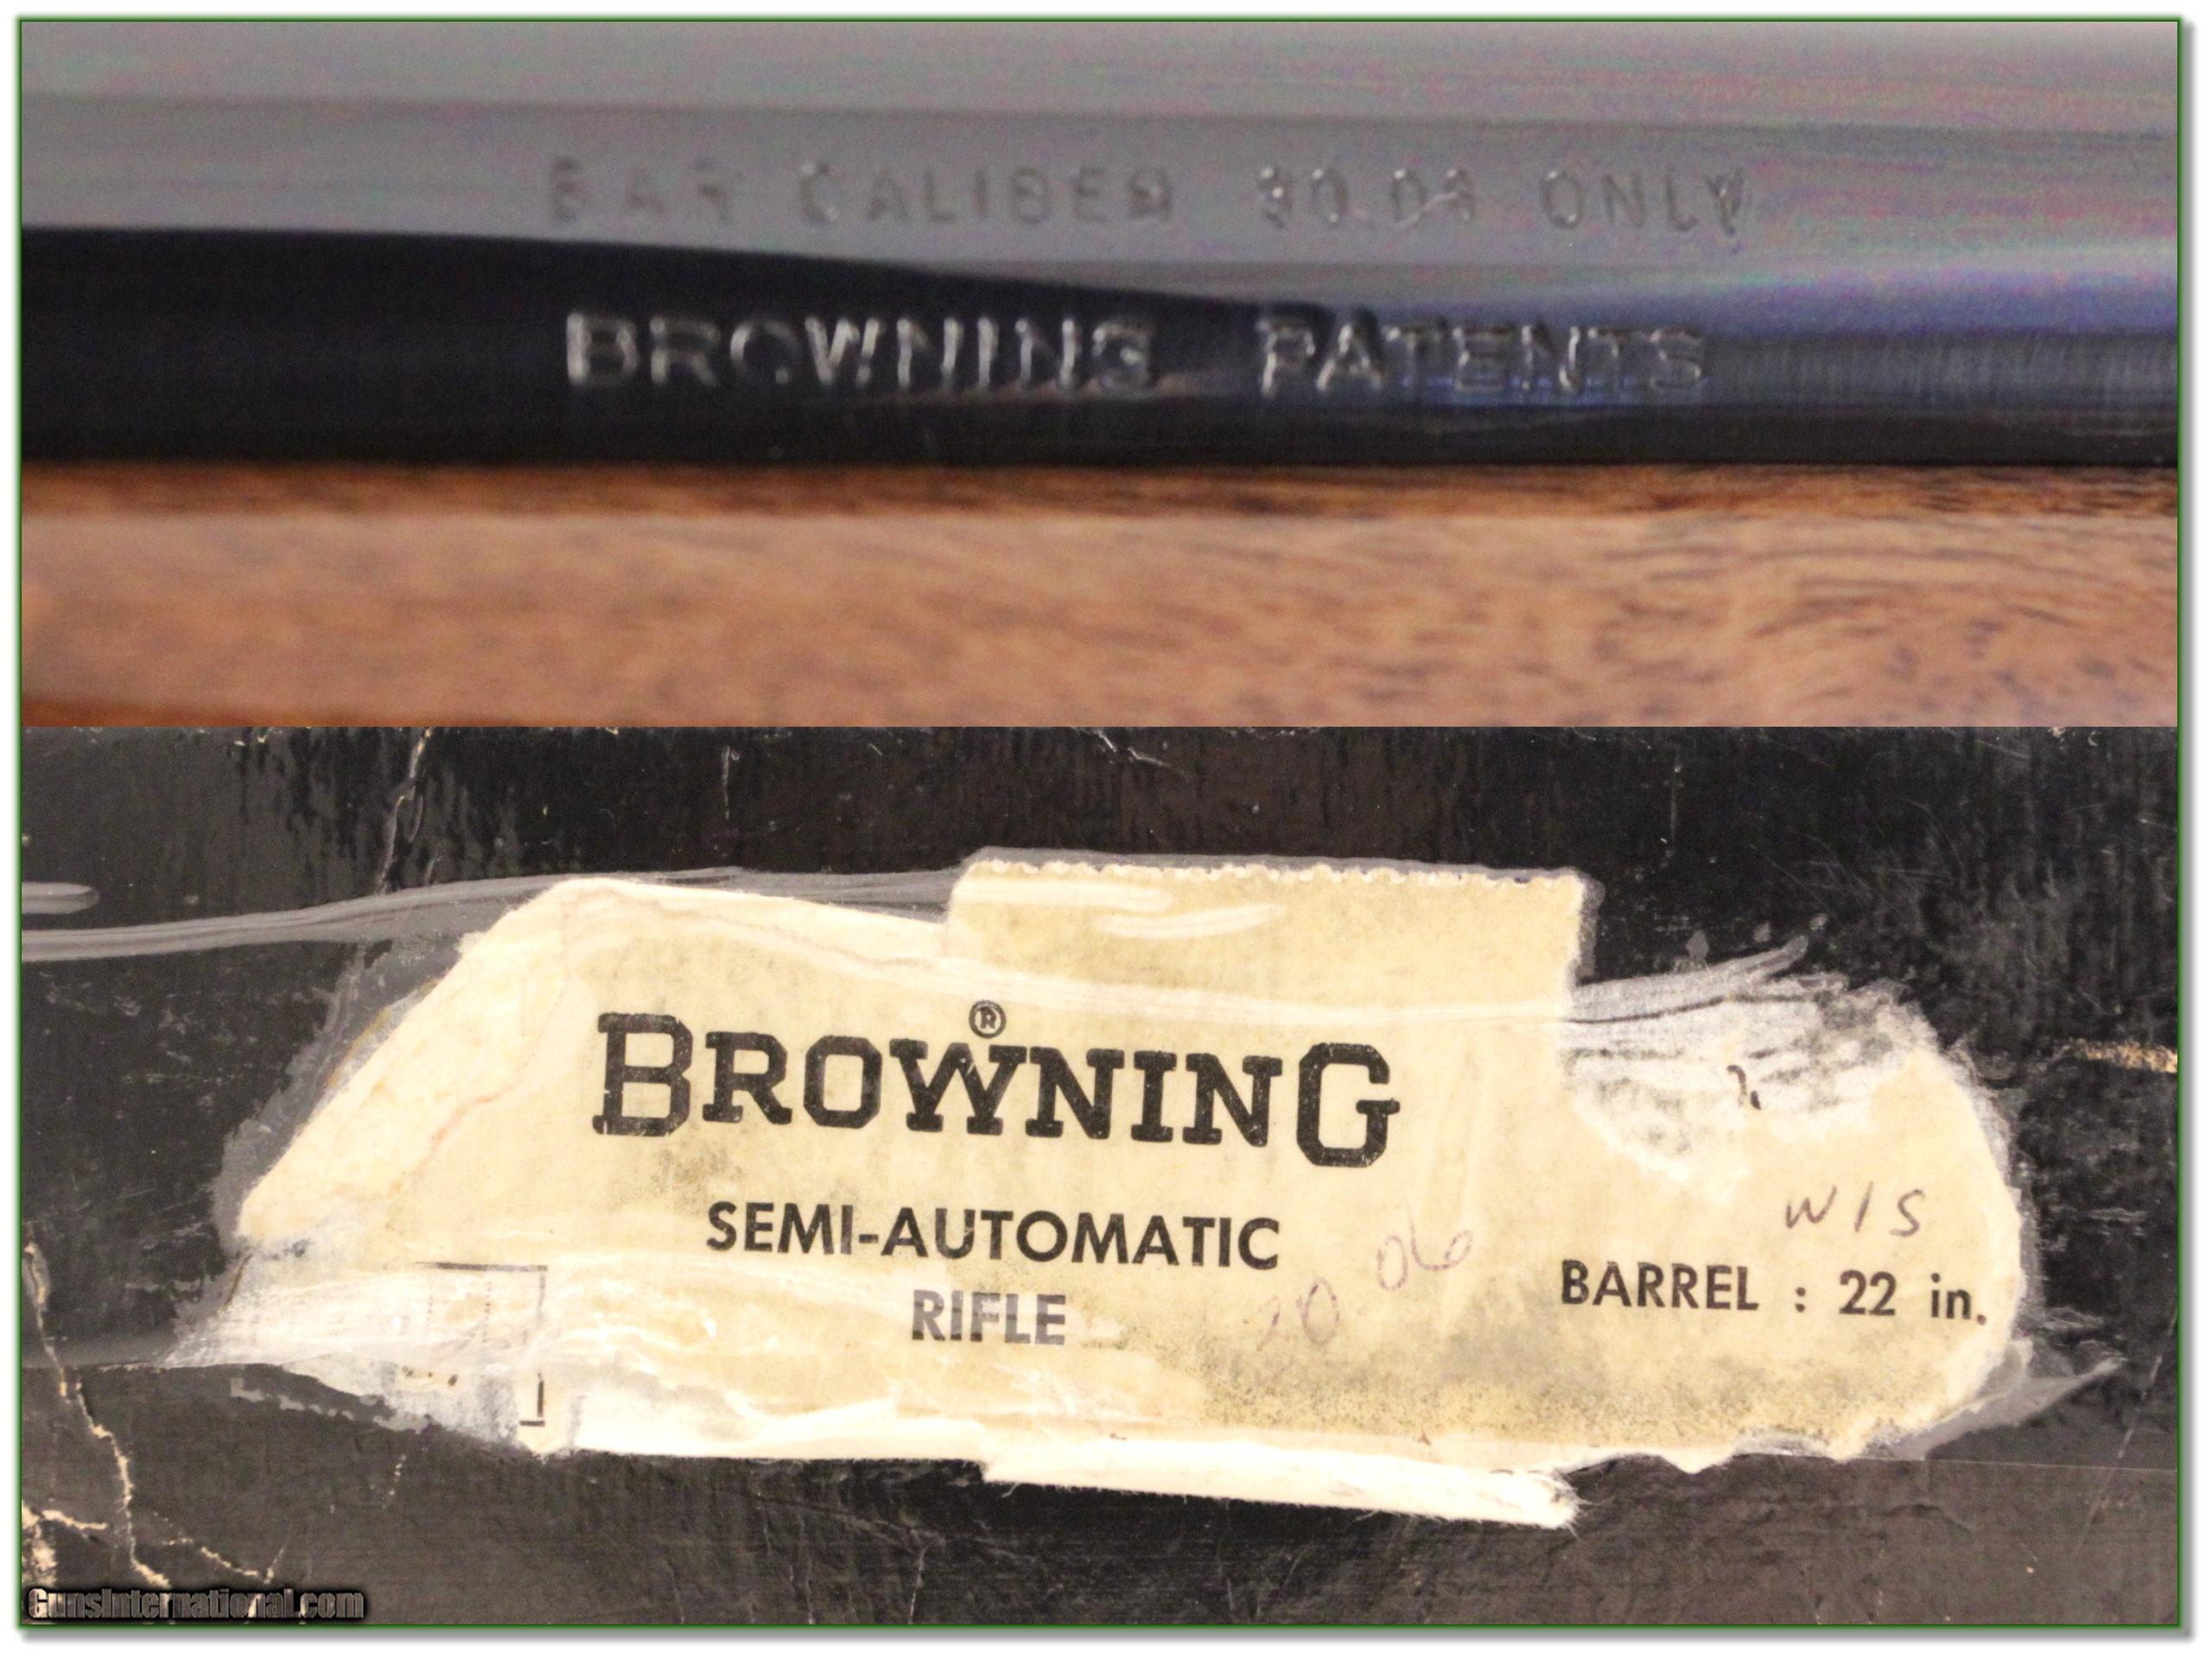 BAR CALIBER 30.06 ONLY
BROWNING PATENTS
BROWNING®
SEMI-AUTOMATIC
RIFLE
30.06
W/S
BARREL : 22 in.
GunsInternational.com